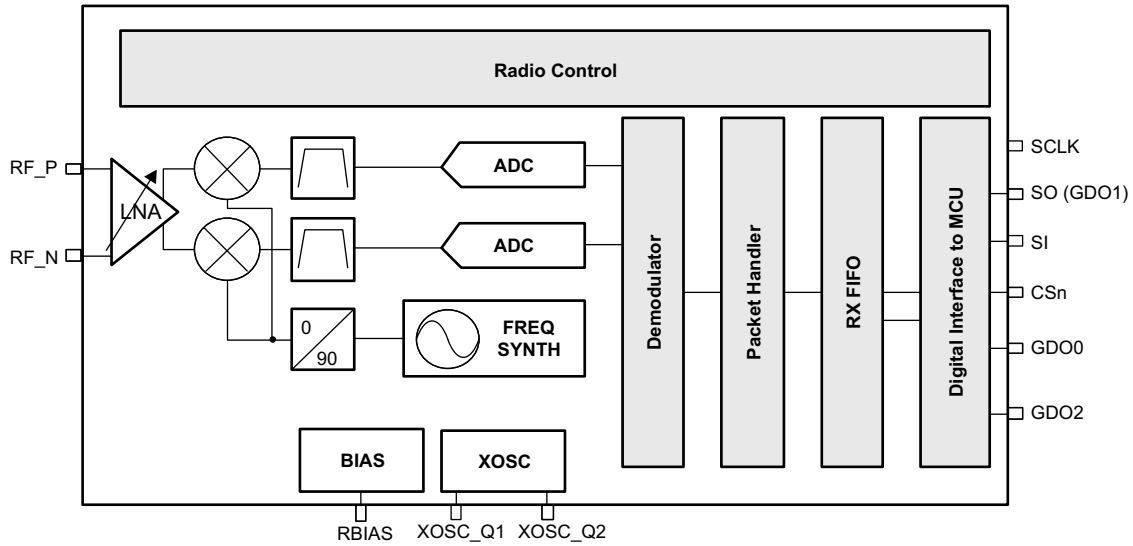 Radio Control
RF_P
LNA
RF_N
ADC
ADC
0
90
FREQ
SYNTH
BIAS
XOSC
Demodulator
Packet Handler
RX FIFO
Digital Interface to MCU
SCLK
SO (GDO1)
SI
CSn
GDO0
GDO2
RBIAS
XOSC_Q1
XOSC_Q2